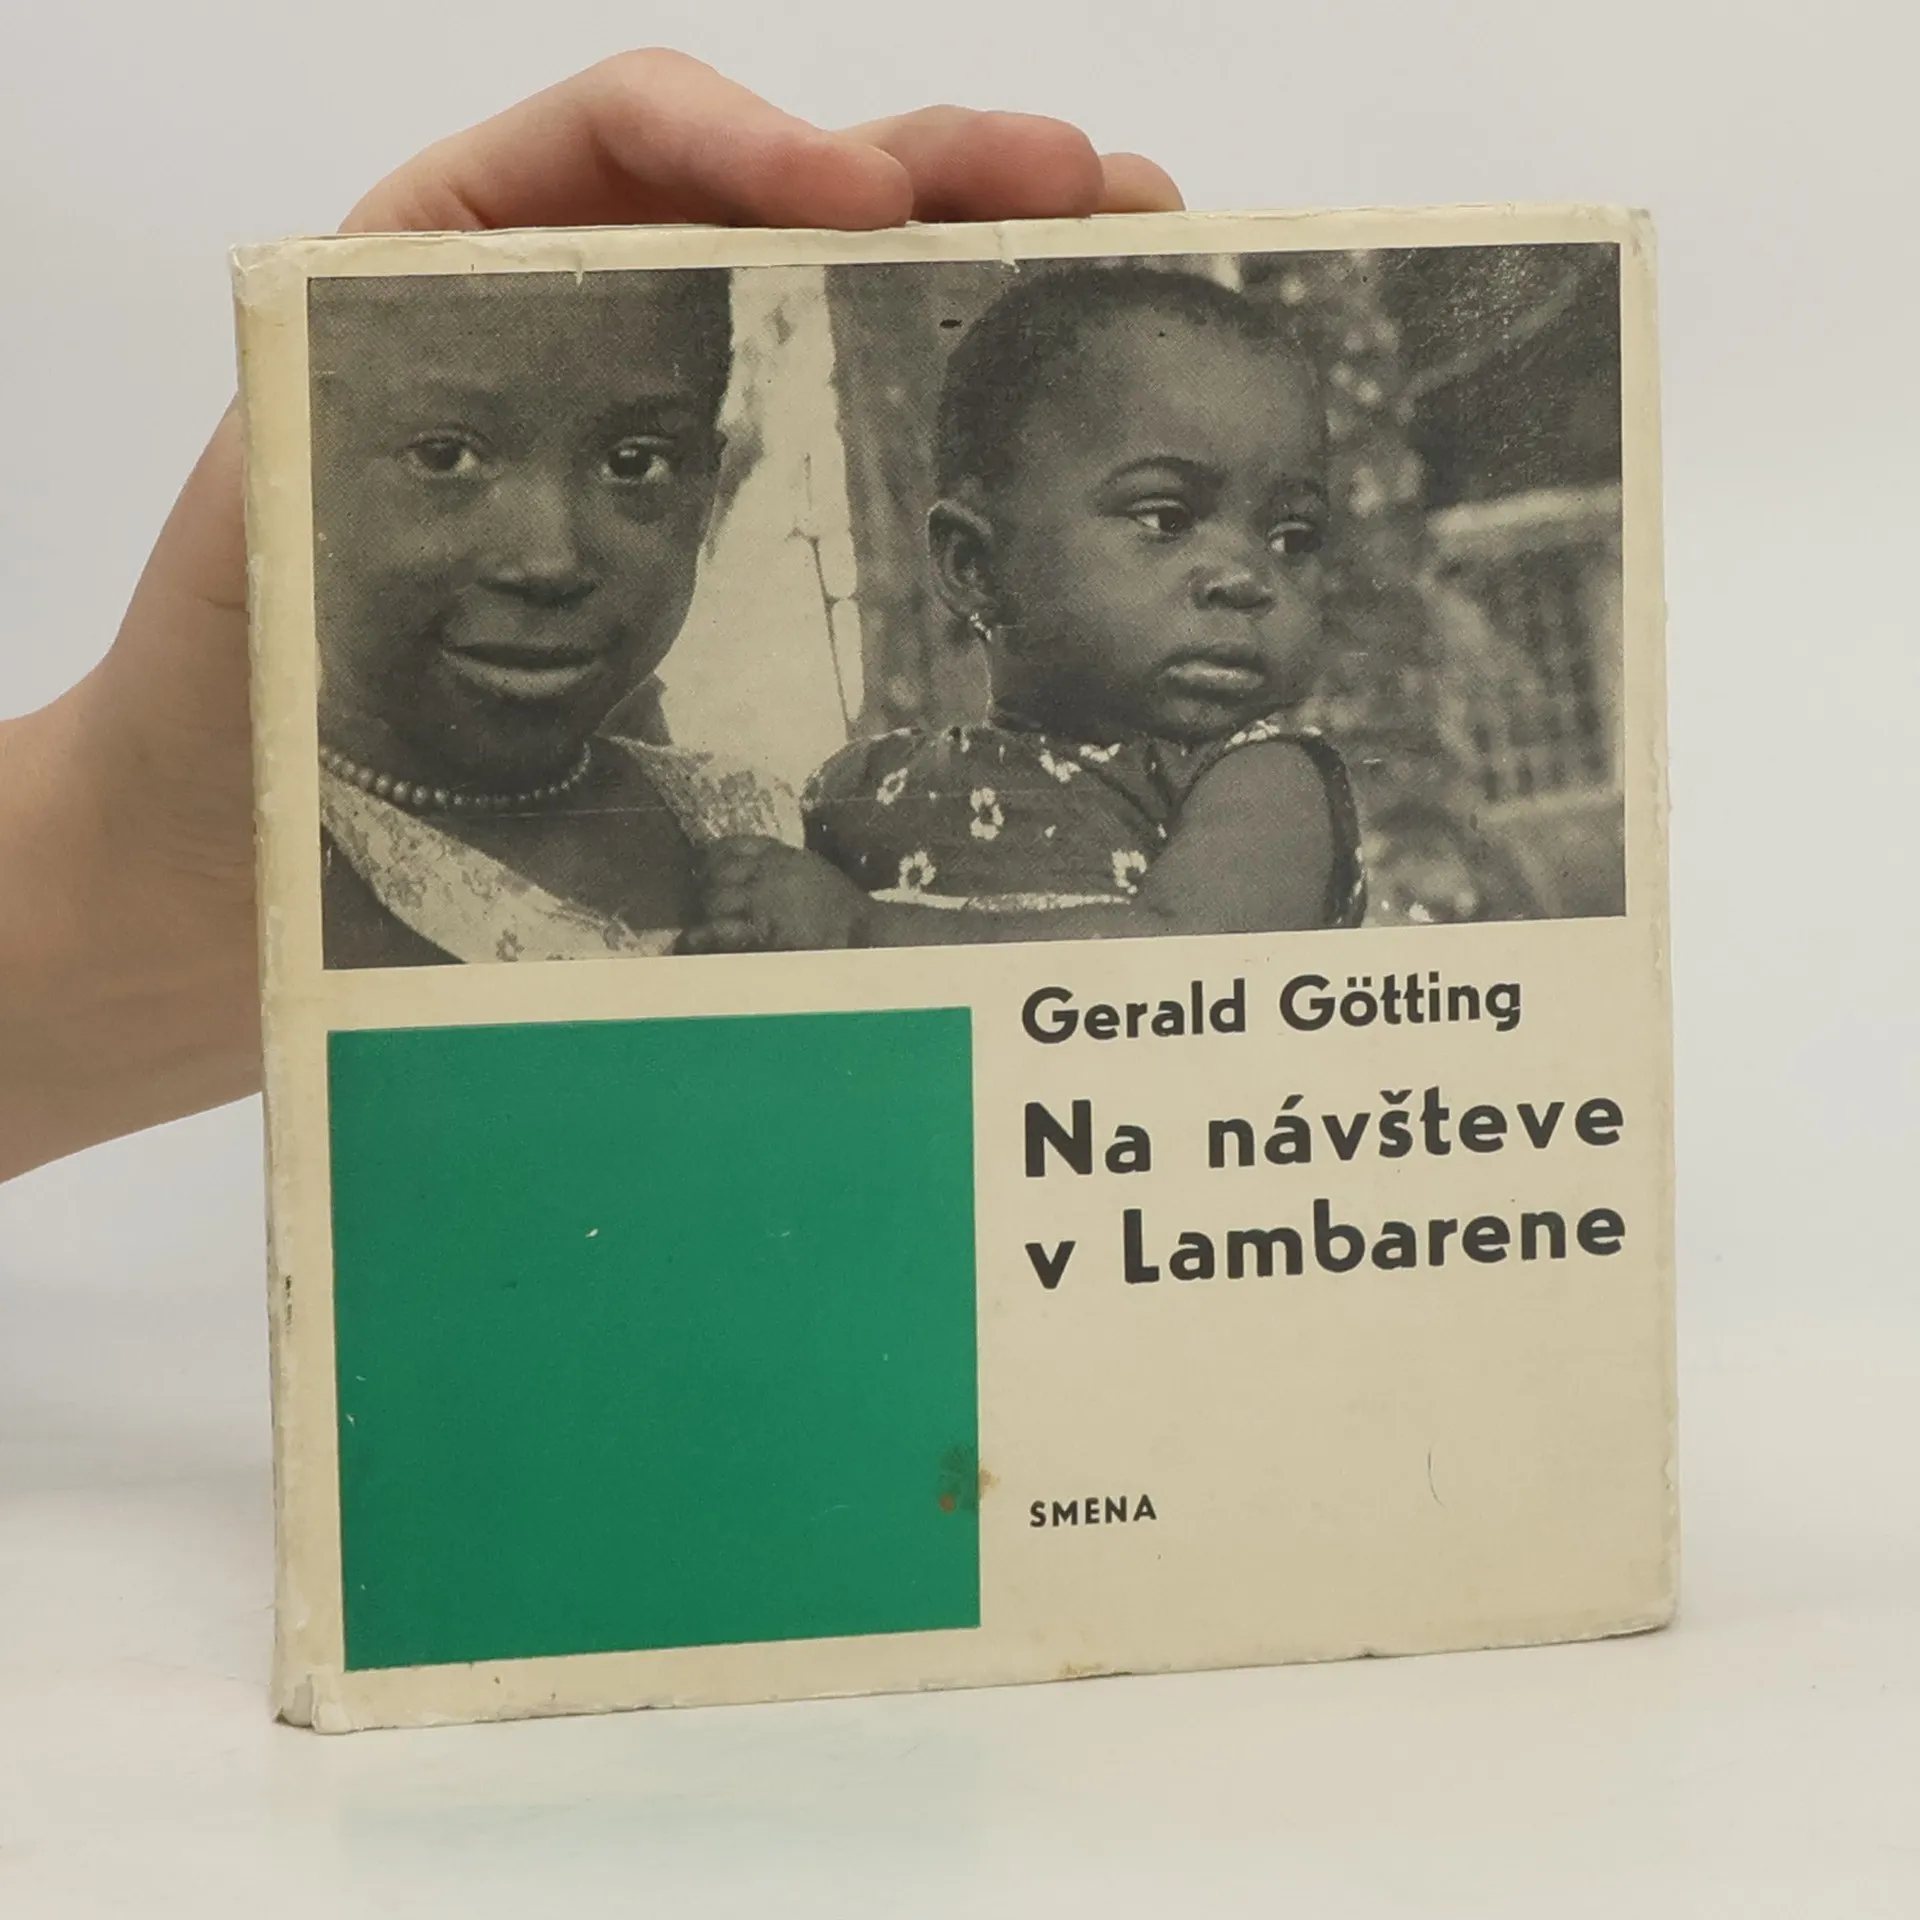 Gerald Götting
Na návšteve
v Lambarene
SMENA